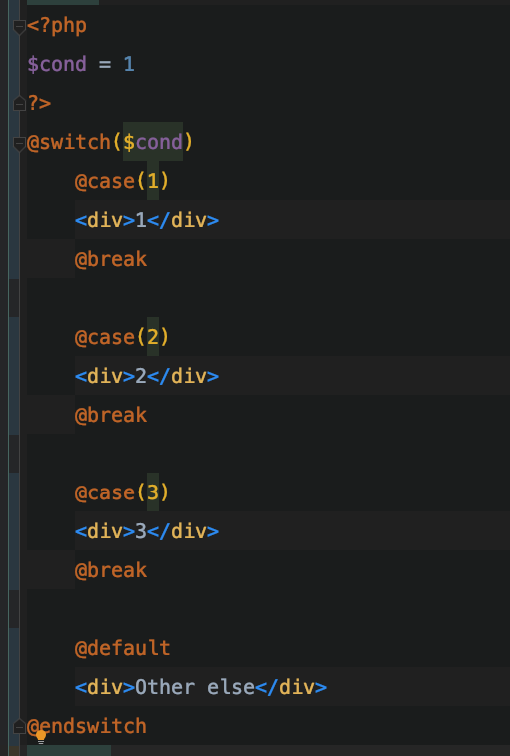 <?php
$cond = 1
?>
@switch($cond)
    @case(1)
    <div>1</div>
    @break

    @case(2)
    <div>2</div>
    @break

    @case(3)
    <div>3</div>
    @break

    @default
    <div>Other else</div>
@endswitch